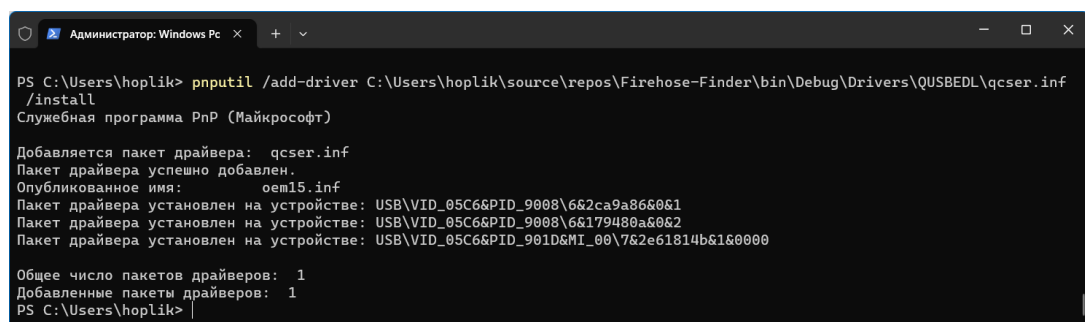 Администратор: Windows Pc
PS C:\Users\hoplik> pnputil /add-driver C:\Users\hoplik\source\repos\Firehose-Finder\bin\Debug\Drivers\QUSBEDL\qcser.inf
/install
Служебная программа PnP (Майкрософт)
Добавляется пакет драйвера:  qcser.inf
Пакет драйвера успешно добавлен.
Опубликованное имя:         oem15.inf
Пакет драйвера установлен на устройстве: USB\VID_05C6&PID_9008\6&2ca9a86&0&1
Пакет драйвера установлен на устройстве: USB\VID_05C6&PID_9008\6&179480a&0&2
Пакет драйвера установлен на устройстве: USB\VID_05C6&PID_901D&MI_00\7&2e61814b&1&0000
Общее число пакетов драйверов:  1
Добавленные пакеты драйверов:  1
PS C:\Users\hoplik>